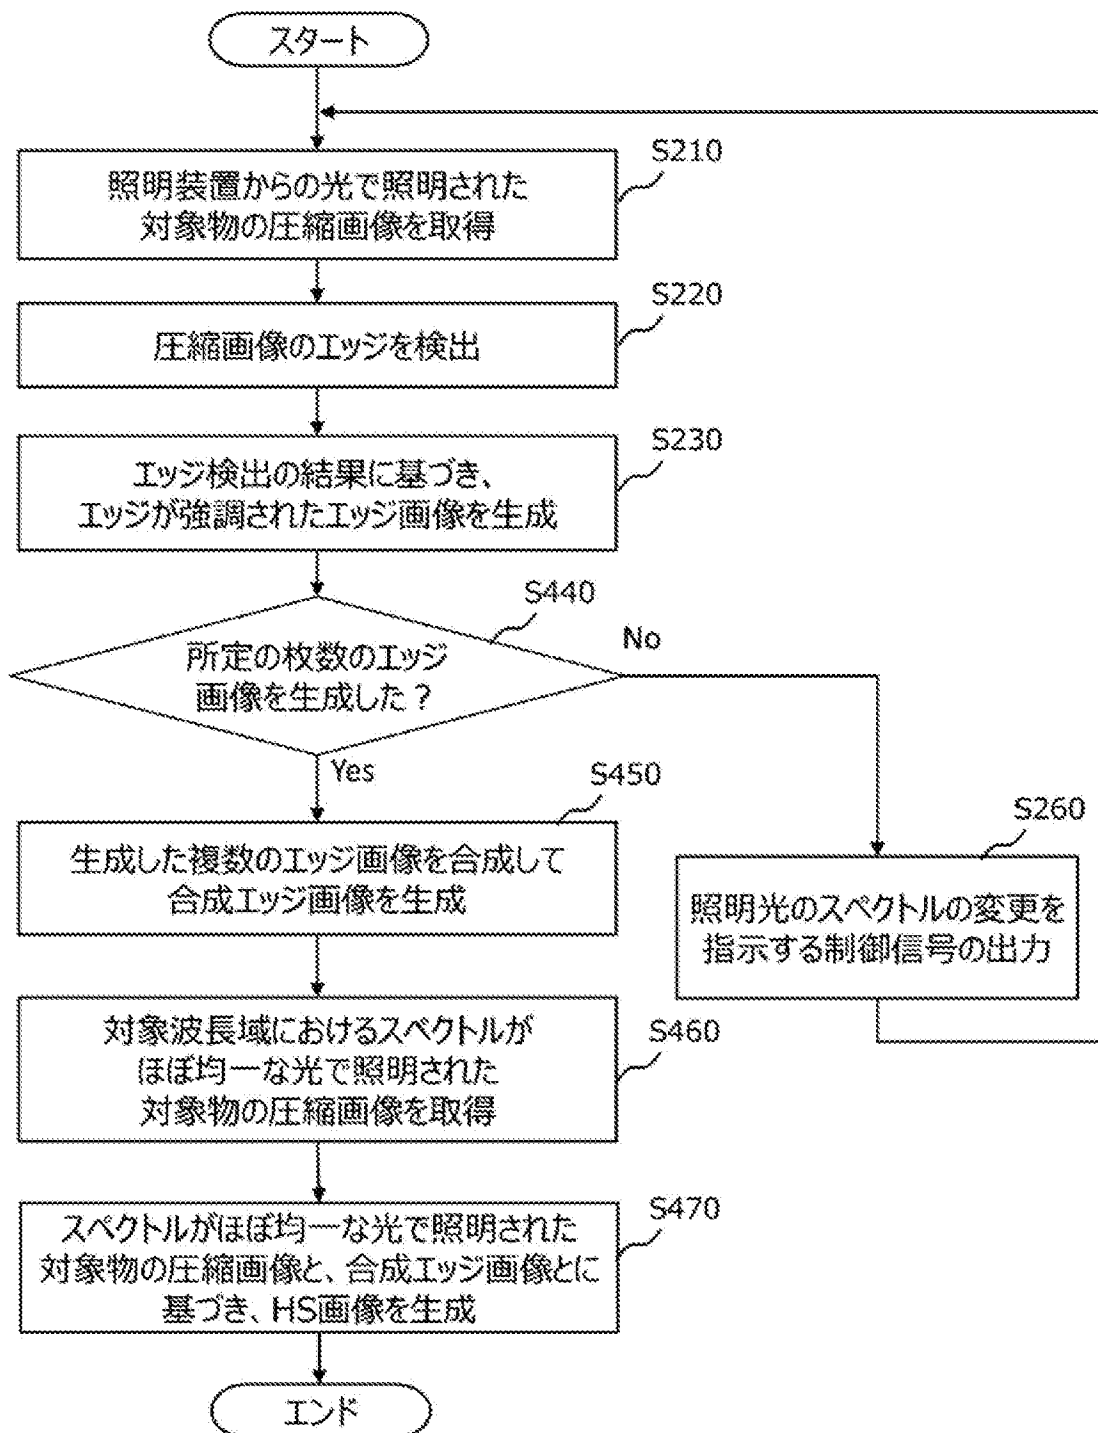 スタート
S210
照明装置からの光で照明された
対象物の圧縮画像を取得
S220
圧縮画像のエッジを検出
S230
エッジ検出の結果に基づき、
エッジが強調されたエッジ画像を生成
S440
所定の枚数のエッジ
画像を生成した？
No
Yes
S450
生成した複数のエッジ画像を合成して
合成エッジ画像を生成
S260
照明光のスペクトルの変更を
指示する制御信号の出力
S460
対象波長域におけるスペクトルが
ほぼ均一な光で照明された
対象物の圧縮画像を取得
S470
スペクトルがほぼ均一な光で照明された
対象物の圧縮画像と、合成エッジ画像とに
基づき、HS画像を生成
エンド